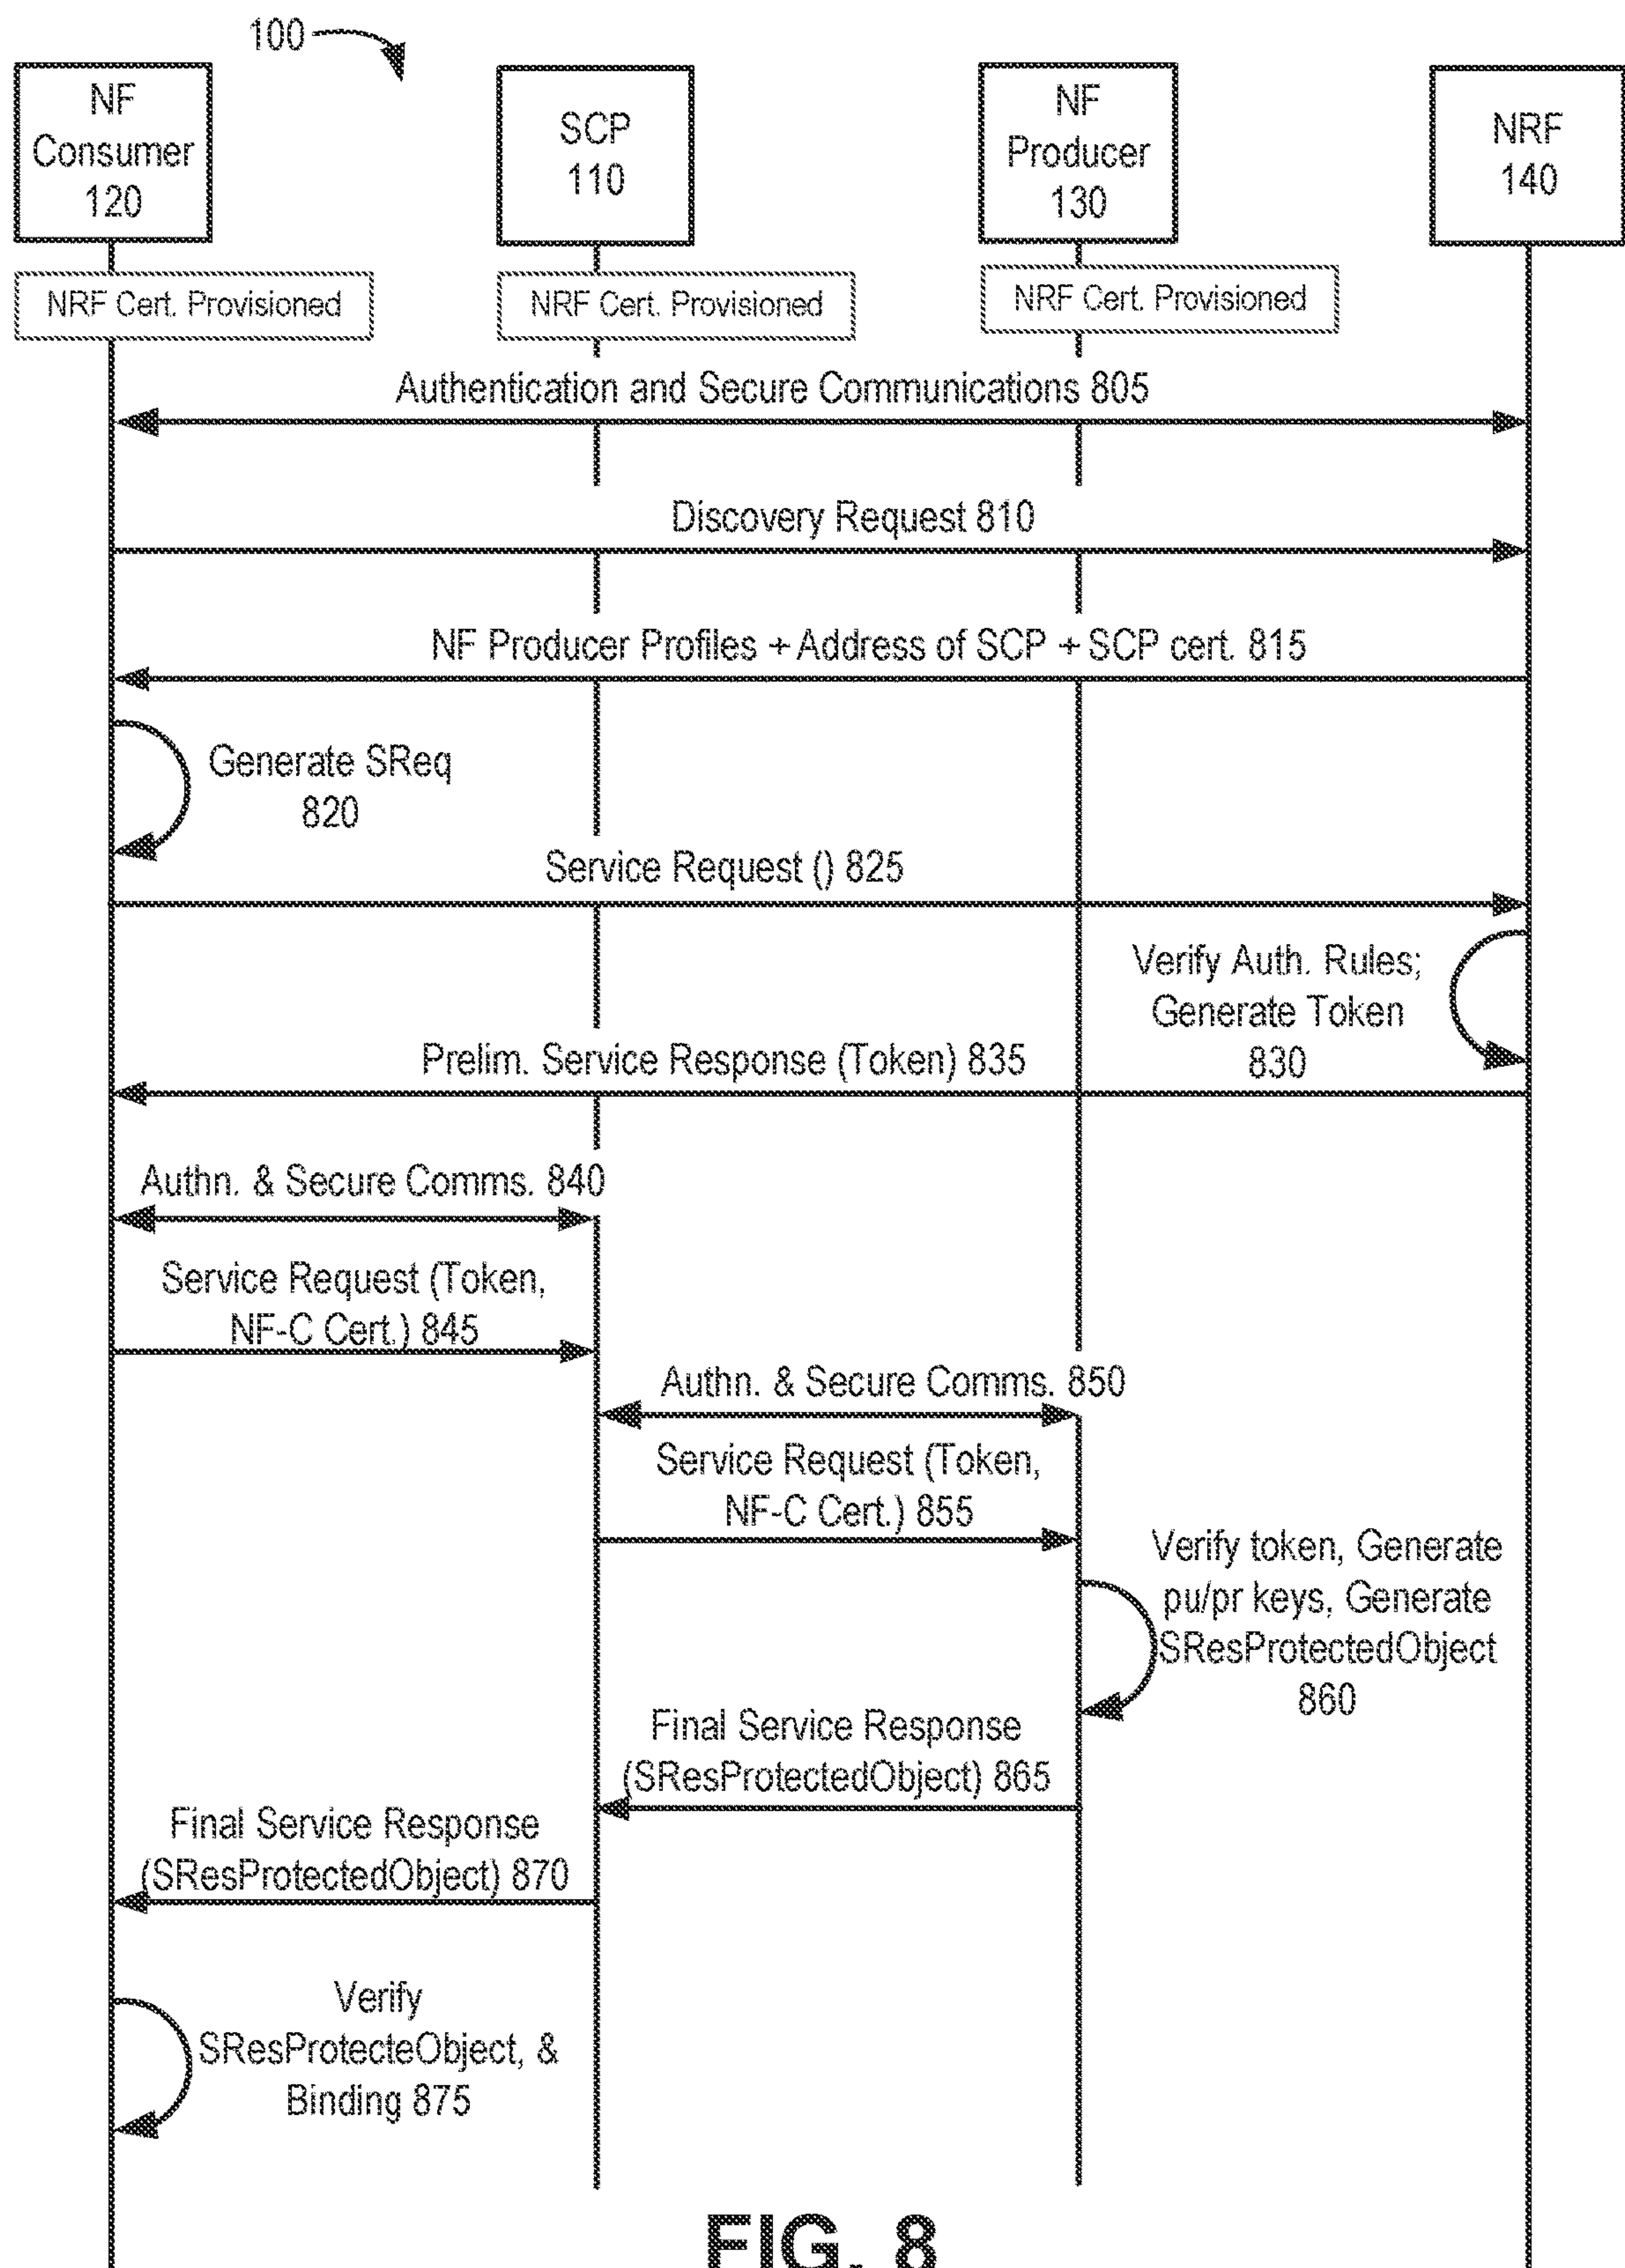 100
NF
Consumer
120
SCP
110
NF
Producer
130
NRF
140
NRF Cert. Provisioned
NRF Cert. Provisioned
NRF Cert. Provisioned
Authentication and Secure Communications 805
Discovery Request 810
NF Producer Profiles + Address of SCP + SCP cert. 815
Generate SReq
820
Service Request () 825
Verify Auth. Rules;
Generate Token
830
Prelim. Service Response (Token) 835
Authn. & Secure Comms. 840
Service Request (Token,
NF-C Cert.) 845
Authn. & Secure Comms. 850
Service Request (Token,
NF-C Cert.) 855
Verify token, Generate
pu/pr keys, Generate
SResProtectedObject
860
Final Service Response
(SResProtectedObject) 865
Final Service Response
(SResProtectedObject) 870
Verify
SResProtecteObject, &
Binding 875
FIG. 8